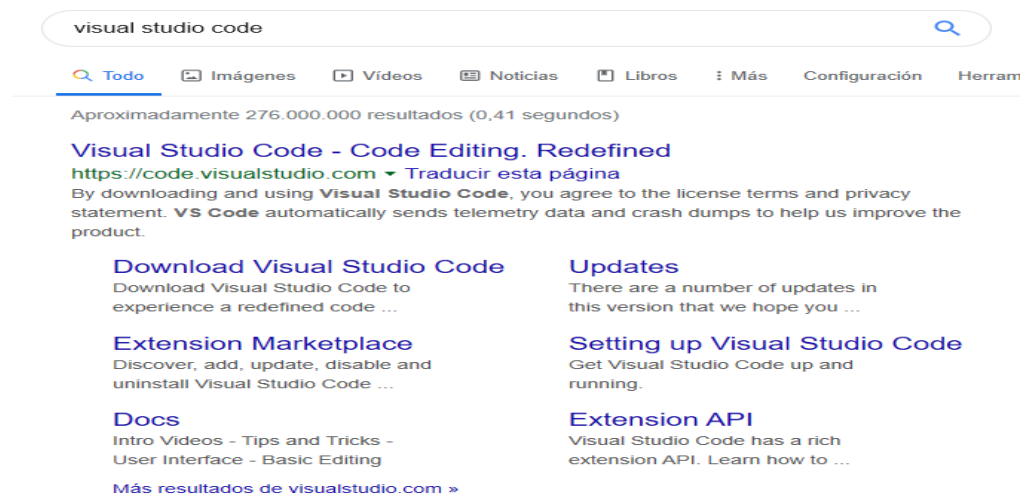 visual studio code
Todo Imágenes Vídeos Noticias Libros Más Configuración Herram
Aproximadamente 276.000.000 resultados (0,41 segundos)
Visual Studio Code - Code Editing. Redefined
https://code.visualstudio.com Traducir esta página
By downloading and using Visual Studio Code, you agree to the license terms and privacy
statement. VS Code automatically sends telemetry data and crash dumps to help us improve the
product.
Download Visual Studio Code
Download Visual Studio Code to
experience a redefined code ...
Updates
There are a number of updates in
this version that we hope you ...
Extension Marketplace
Discover, add, update, disable and
uninstall Visual Studio Code ...
Setting up Visual Studio Code
Get Visual Studio Code up and
running.
Docs
Intro Videos - Tips and Tricks -
User Interface - Basic Editing
Extension API
Visual Studio Code has a rich
extension API. Learn how to ...
Más resultados de visualstudio.com »